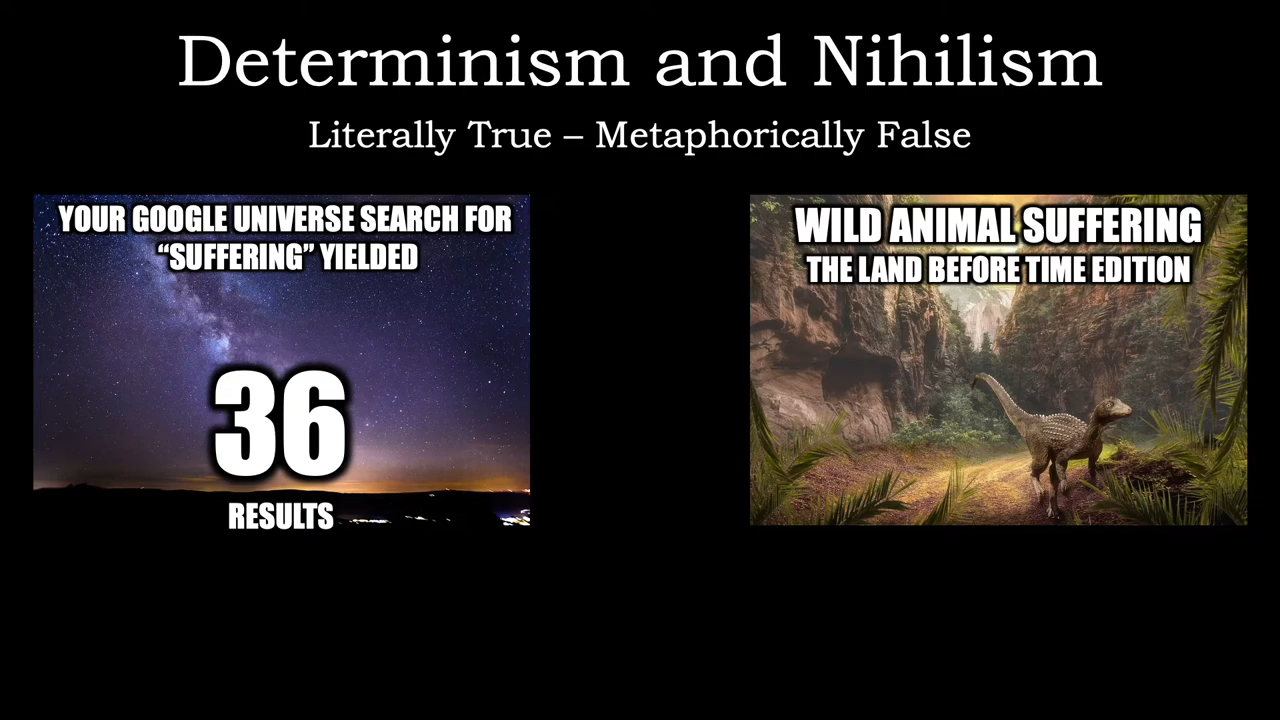 Determinism and Nihilism
Literally True – Metaphorically False
YOUR GOOGLE UNIVERSE SEARCH FOR
“SUFFERING” YIELDED
36
RESULTS
WILD ANIMAL SUFFERING
THE LAND BEFORE TIME EDITION